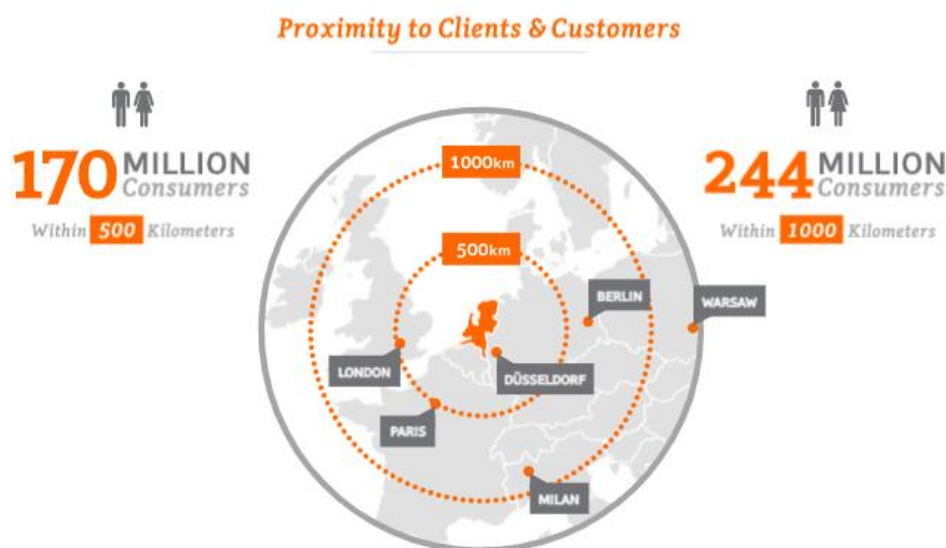 Proximity to Clients & Customers
170 MILLION
Consumers
Within 500 Kilometers
244 MILLION
Consumers
Within 1000 Kilometers
1000km
500km
BERLIN
WARSAW
LONDON
DÜSSELDORF
PARIS
MILAN